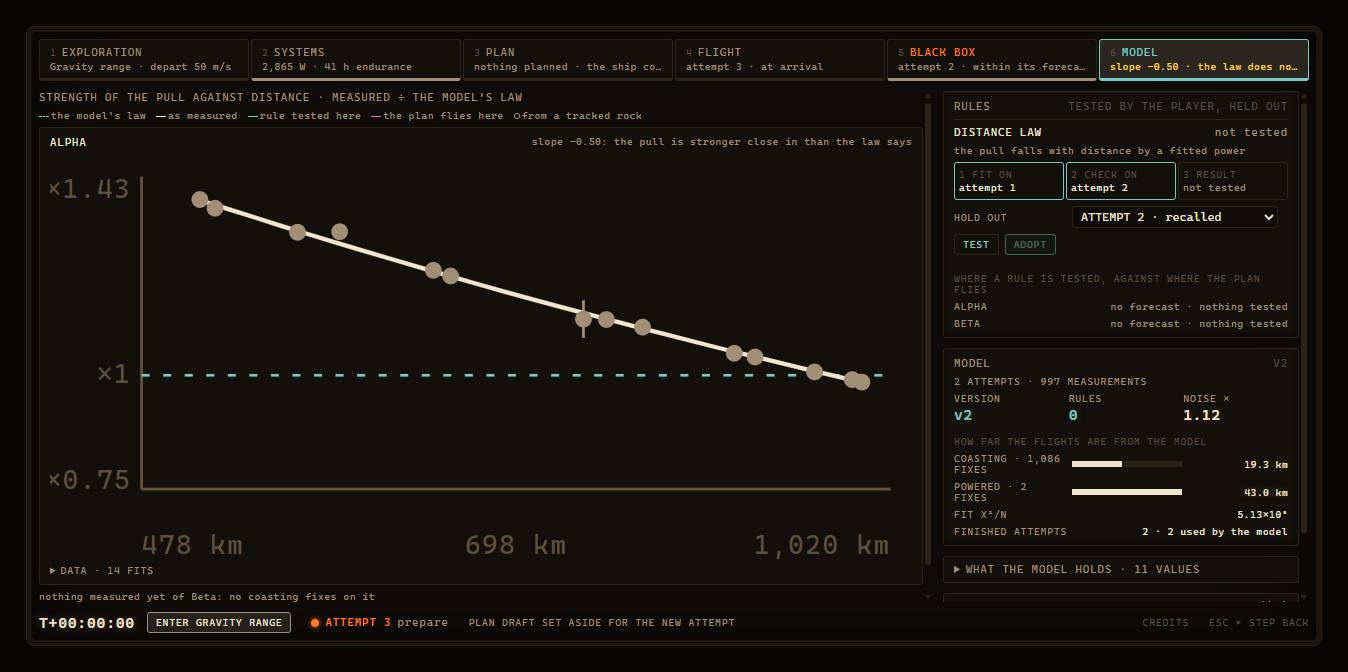 1 EXPLORATION
Gravity range · depart 50 m/s
2 SYSTEMS
2,865 W · 41 h endurance
3 PLAN
nothing planned · the ship co…
4 FLIGHT
attempt 3 · at arrival
5 BLACK BOX
attempt 2 · within its foreca…
6 MODEL
slope −0.50 · the law does no…
STRENGTH OF THE PULL AGAINST DISTANCE · MEASURED ÷ THE MODEL'S LAW
the model's law as measured rule tested here the plan flies here from a tracked rock
ALPHA
slope −0.50: the pull is stronger close in than the law says
×1.43
×1
×0.75
478 km 698 km 1,020 km
▶ DATA · 14 FITS
nothing measured yet of Beta: no coasting fixes on it
RULES TESTED BY THE PLAYER, HELD OUT
DISTANCE LAW not tested
the pull falls with distance by a fitted power
1 FIT ON
attempt 1
2 CHECK ON
attempt 2
3 RESULT
not tested
HOLD OUT ATTEMPT 2 · recalled
TEST ADOPT
WHERE A RULE IS TESTED, AGAINST WHERE THE PLAN
FLIES
ALPHA no forecast · nothing tested
BETA no forecast · nothing tested
MODEL V2
2 ATTEMPTS · 997 MEASUREMENTS
VERSION RULES NOISE ×
v2 0 1.12
HOW FAR THE FLIGHTS ARE FROM THE MODEL
COASTING · 1,086
FIXES
19.3 km
POWERED · 2
FIXES
43.0 km
FIT X²/N
FINISHED ATTEMPTS 2 · 2 used by the model
▶ WHAT THE MODEL HOLDS · 11 VALUES
T+00:00:00 ENTER GRAVITY RANGE ATTEMPT 3 prepare PLAN DRAFT SET ASIDE FOR THE NEW ATTEMPT
CREDITS ESC ▸ STEP BACK